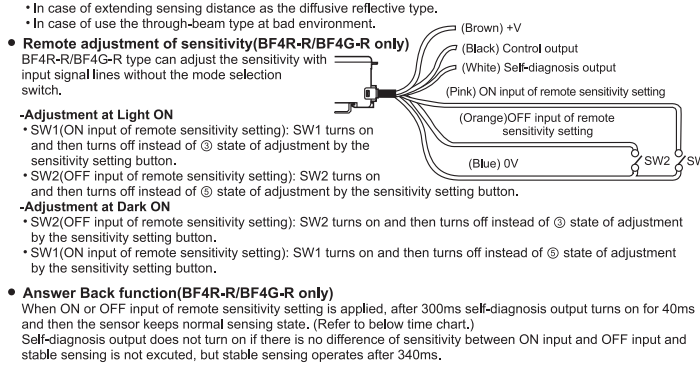 • In case of extending sensing distance as the diffusive reflective type.
• In case of use the through-beam type at bad environment.
• Remote adjustment of sensitivity(BF4R-R/BF4G-R only)
BF4R-R/BF4G-R type can adjust the sensitivity with
input signal lines without the mode selection
switch.
(Brown) +V
(Black) Control output
(White) Self-diagnosis output
(Pink) ON input of remote sensitivity setting
(Orange)OFF input of remote
sensitivity setting
(Blue) 0V
SW2
SW
-Adjustment at Light ON
• SW1(ON input of remote sensitivity setting): SW1 turns on
and then turns off instead of ③ state of adjustment by the
sensitivity setting button.
• SW2(OFF input of remote sensitivity setting): SW2 turns on
and then turns off instead of ⑤ state of adjustment by the sensitivity setting button.
-Adjustment at Dark ON
• SW2(OFF input of remote sensitivity setting): SW2 turns on and then turns off instead of ③ state of adjustment
by the sensitivity setting button.
• SW1(ON input of remote sensitivity setting): SW1 turns on and then turns off instead of ⑤ state of adjustment
by the sensitivity setting button.
• Answer Back function(BF4R-R/BF4G-R only)
When ON or OFF input of remote sensitivity setting is applied, after 300ms self-diagnosis output turns on for 40ms
and then the sensor keeps normal sensing state. (Refer to below time chart.)
Self-diagnosis output does not turn on if there is no difference of sensitivity between ON input and OFF input and
stable sensing is not excuted, but stable sensing operates after 340ms.